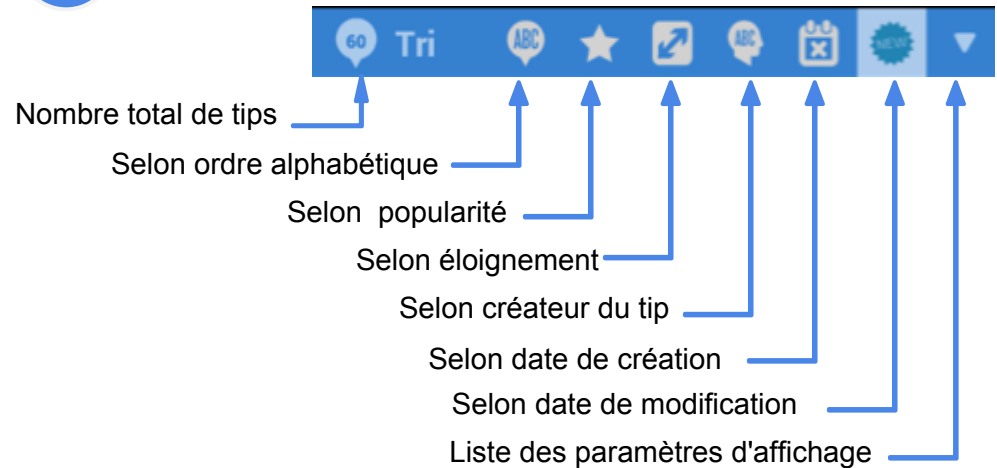 60 Tri ABC ABC NEW
Nombre total de tips
Selon ordre alphabétique
Selon popularité
Selon éloignement
Selon créateur du tip
Selon date de création
Selon date de modification
Liste des paramètres d'affichage